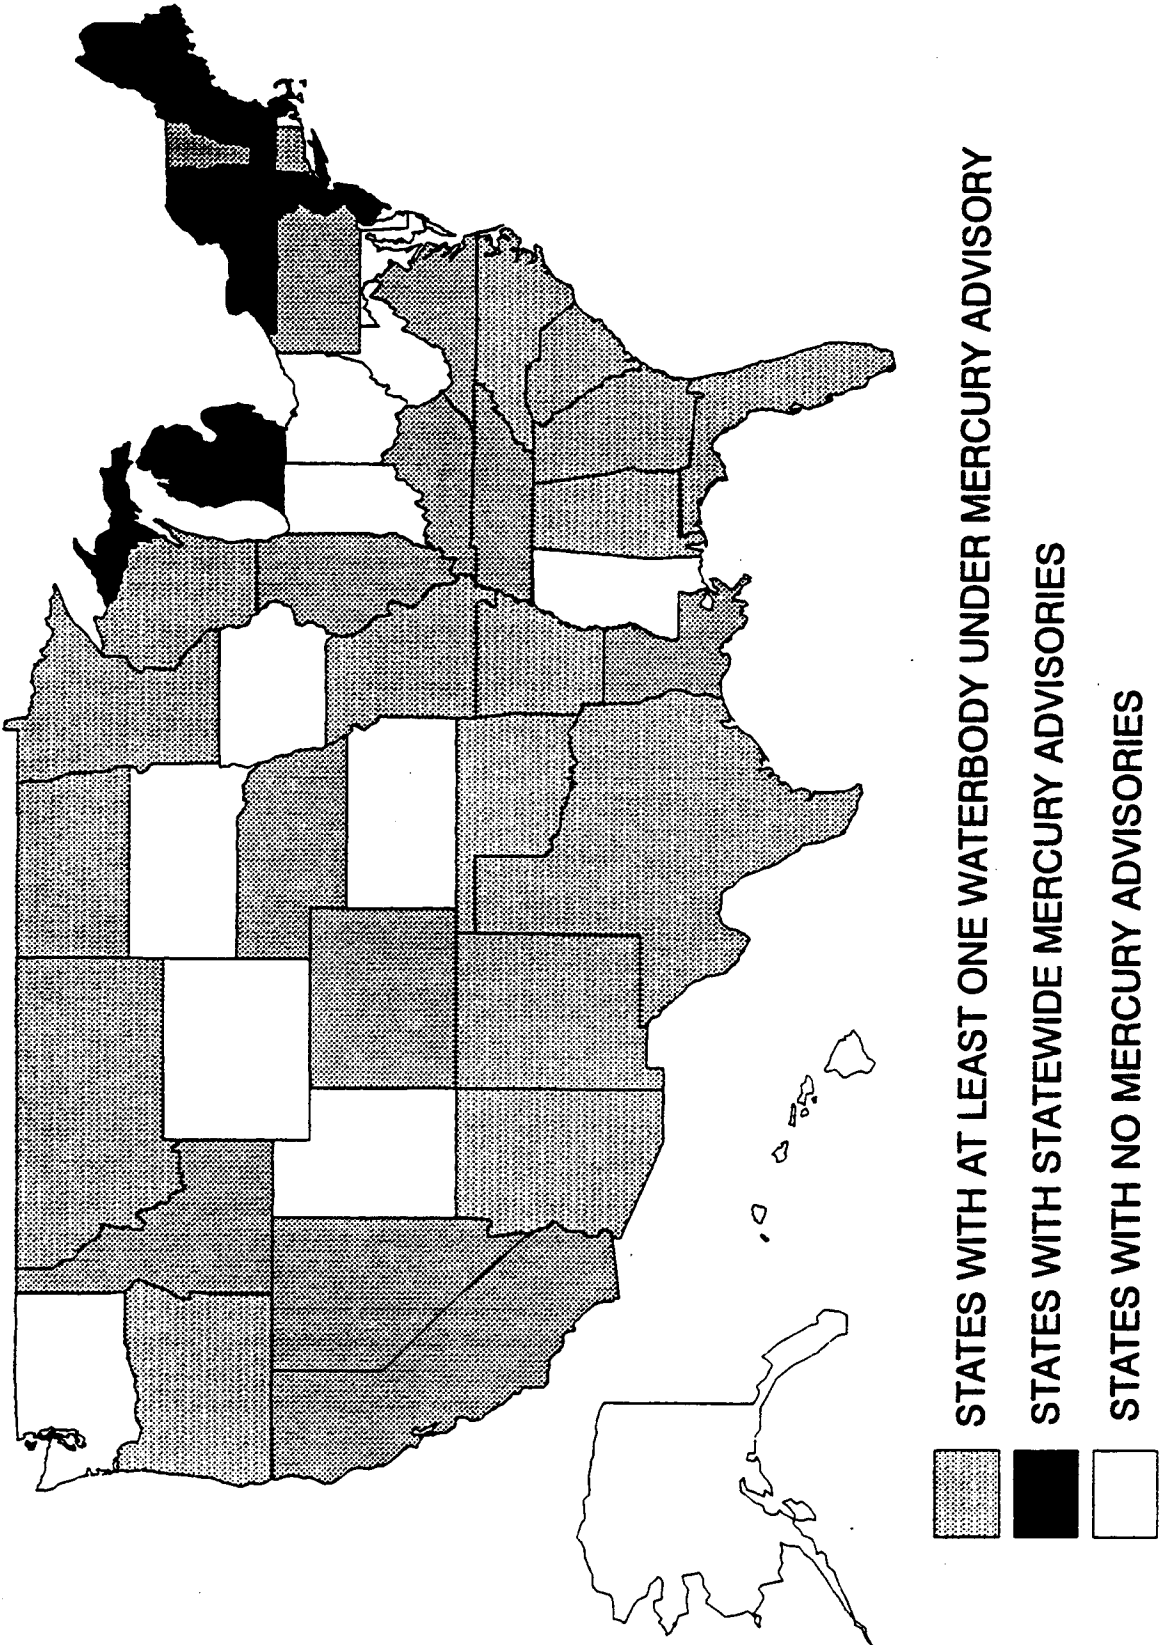 STATES WITH AT LEAST ONE WATERBODY UNDER MERCURY ADVISORY
STATES WITH STATEWIDE MERCURY ADVISORIES
STATES WITH NO MERCURY ADVISORIES